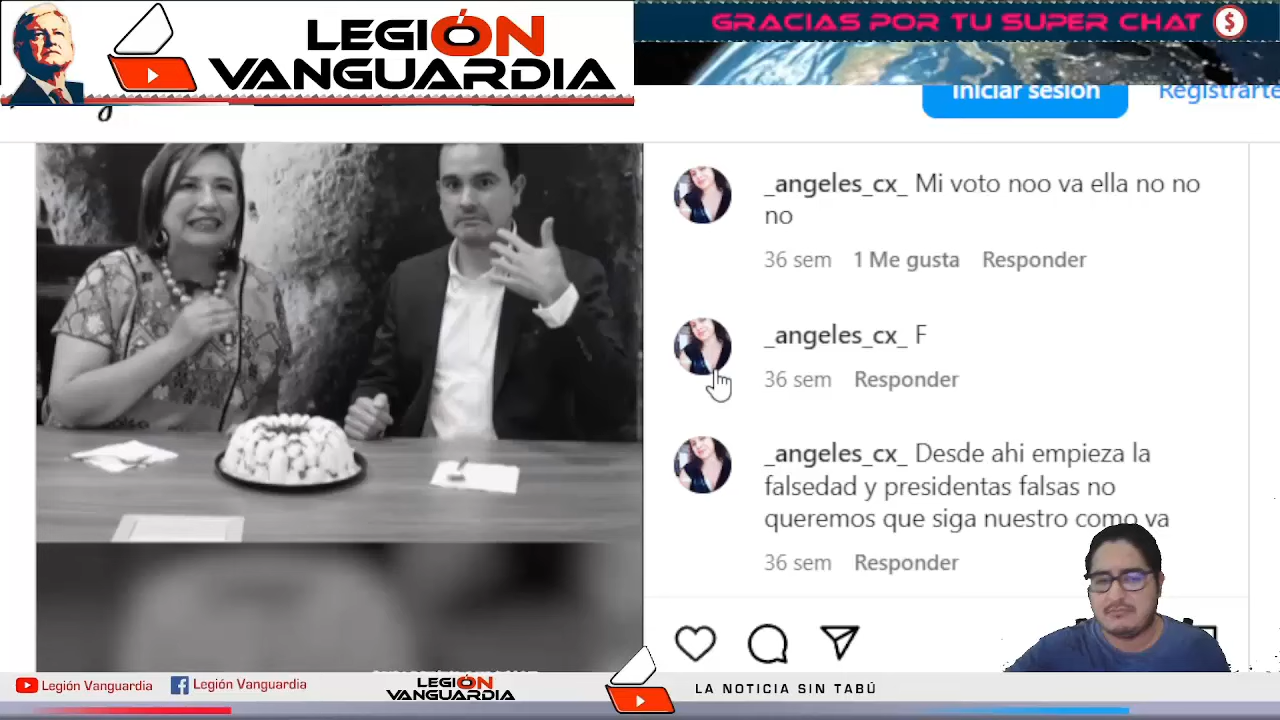 LEGIÓN
VANGUARDIA
GRACIAS POR TU SUPER CHAT
$
Iniciar sesión
Registrarte
_angeles_cx_ Mi voto noo va ella no no
no
36 sem 1 Me gusta Responder
_angeles_cx_ F
36 sem Responder
_angeles_cx_ Desde ahi empieza la
falsedad y presidentas falsas no
queremos que siga nuestro como va
36 sem Responder
Legión Vanguardia
Legión Vanguardia
LEGIÓN
VANGUARDIA
LA NOTICIA SIN TABÚ